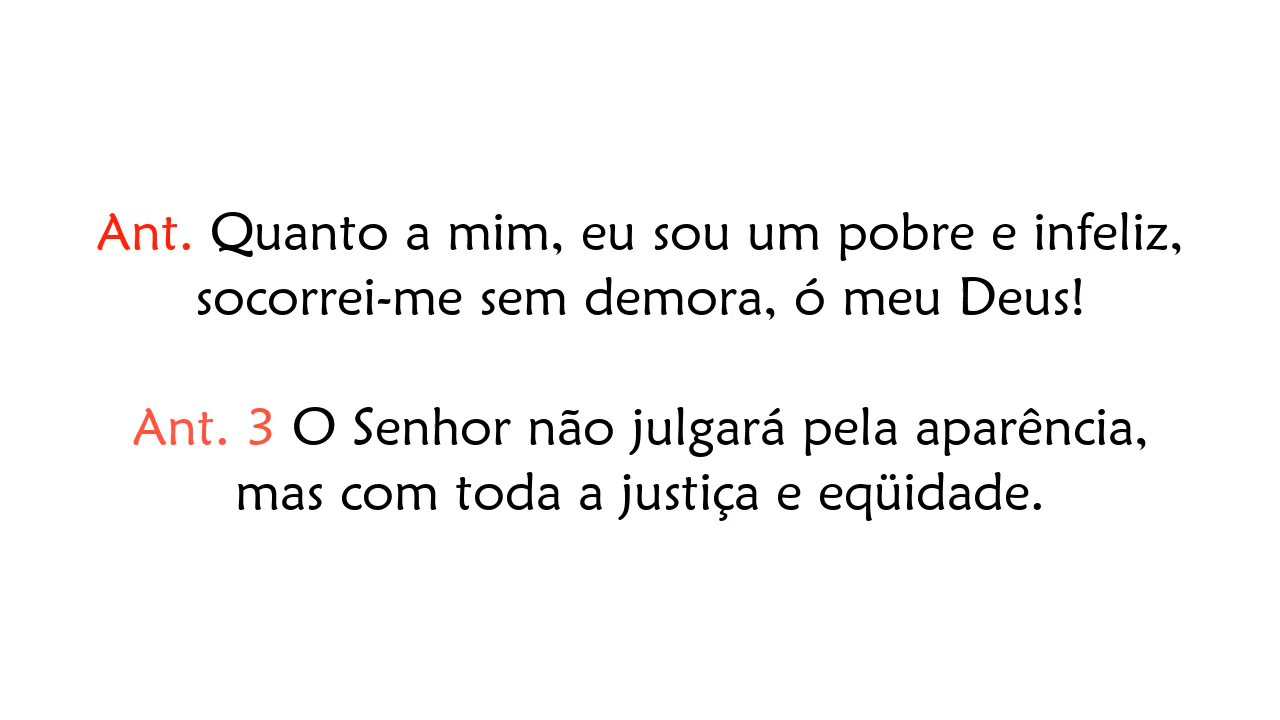 Ant. Quanto a mim, eu sou um pobre e infeliz,
socorrei-me sem demora, ó meu Deus!
Ant. 3 O Senhor não julgará pela aparência,
mas com toda a justiça e eqüidade.